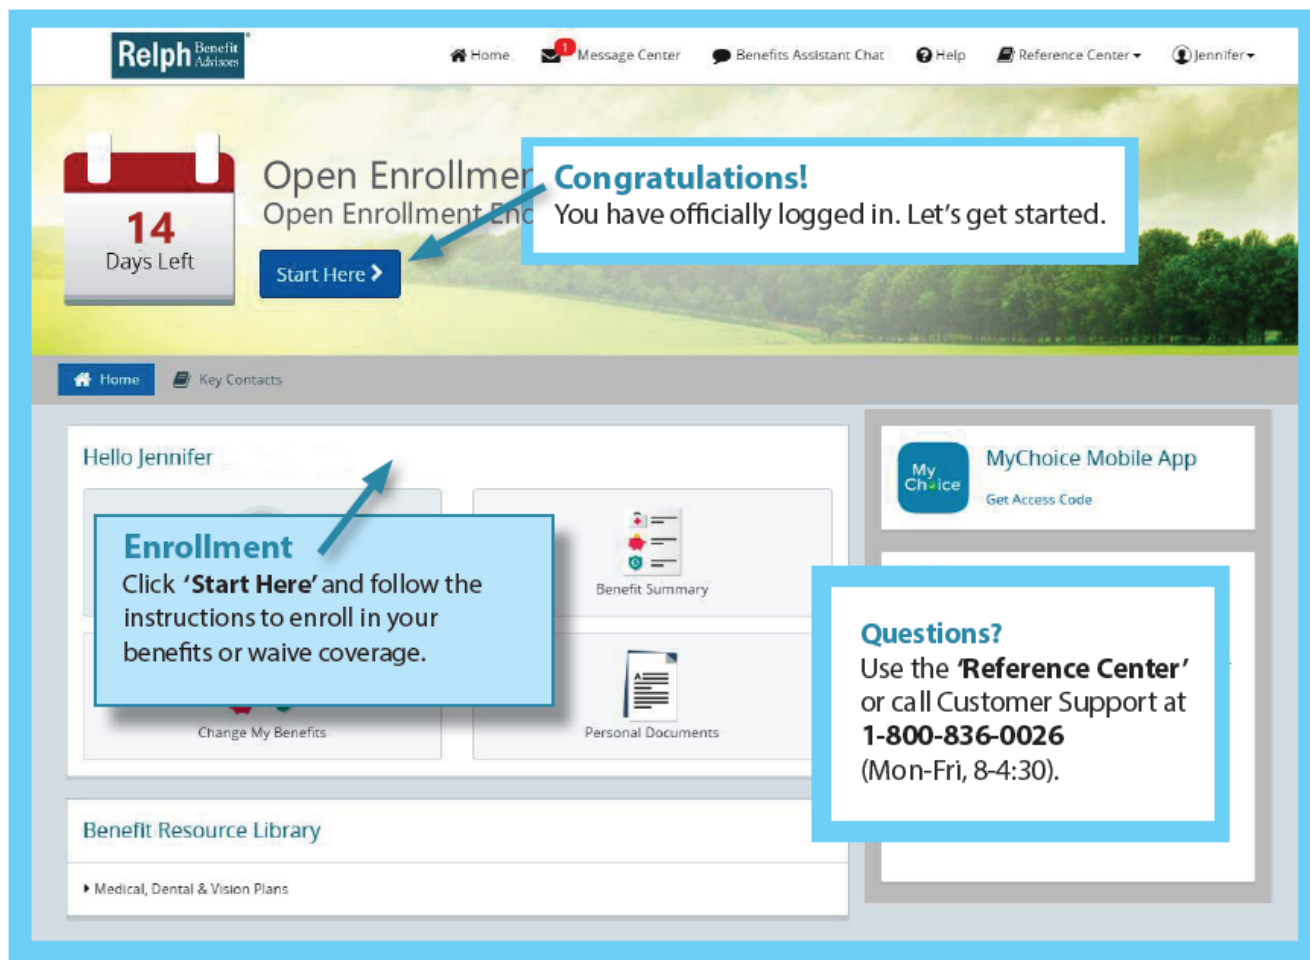 Relph Benefit Advisors
Home
1
Message Center
Benefits Assistant Chat
Help
Reference Center
Jennifer
14
Days Left
Open
Open Enrollment
Start Here
Congratulations!
You have officially logged in. Let's get started.
Home
Key Contacts
Hello Jennifer
Enrollment
Click 'Start Here' and follow the
instructions to enroll in your
benefits or waive coverage.
Benefit Summary
Change My Benefits
Personal Documents
MyChoice
MyChoice Mobile App
Get Access Code
Questions?
Use the 'Reference Center'
or call Customer Support at
1-800-836-0026
(Mon-Fri, 8-4:30).
Benefit Resource Library
Medical, Dental & Vision Plans